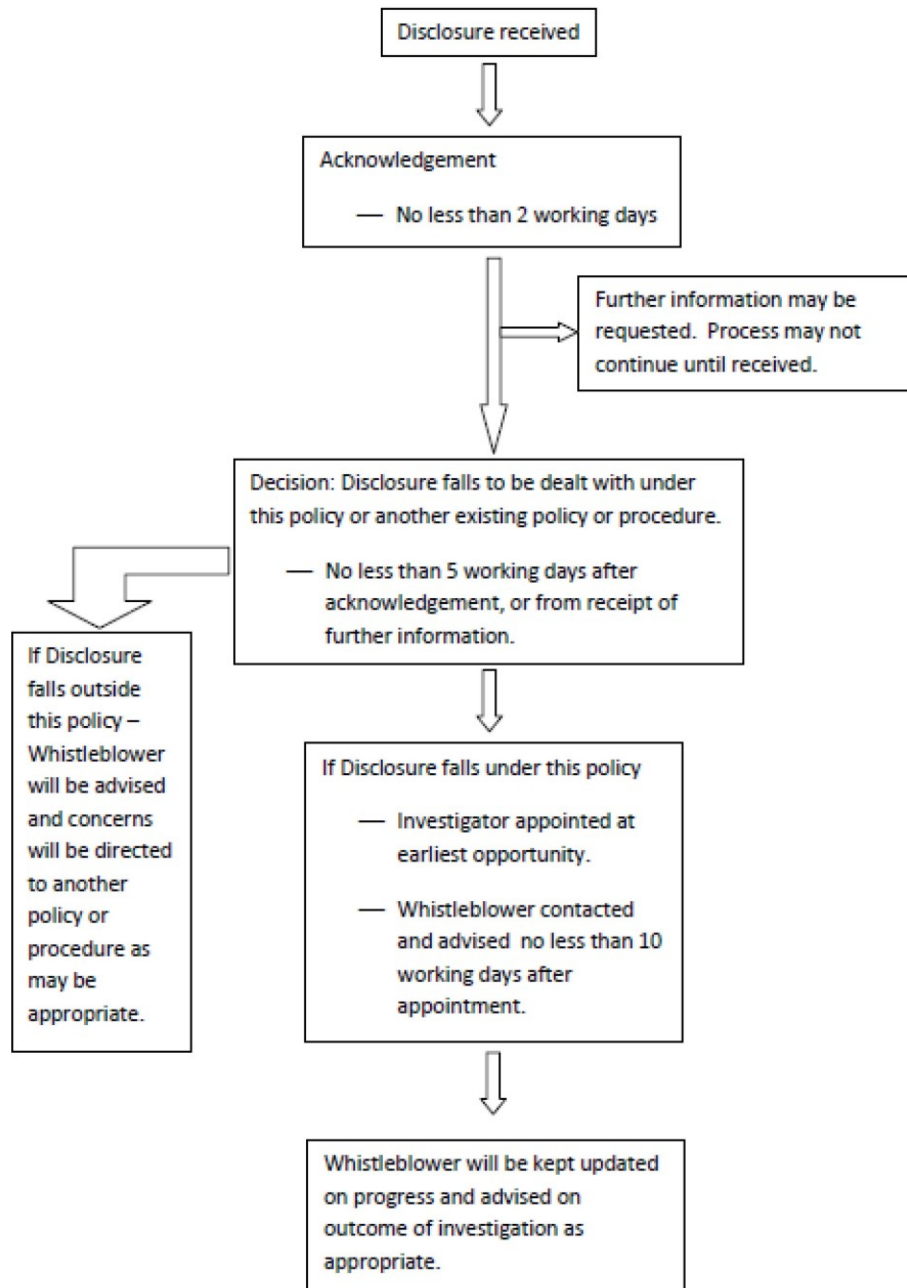 Disclosure received
Acknowledgement
— No less than 2 working days
Further information may be
requested. Process may not
continue until received.
Decision: Disclosure falls to be dealt with under
this policy or another existing policy or procedure.
— No less than 5 working days after
acknowledgement, or from receipt of
further information.
If Disclosure
falls outside
this policy –
Whistleblower
will be advised
and concerns
will be directed
to another
policy or
procedure as
may be
appropriate.
If Disclosure falls under this policy
— Investigator appointed at
earliest opportunity.
— Whistleblower contacted
and advised no less than 10
working days after
appointment.
Whistleblower will be kept updated
on progress and advised on
outcome of investigation as
appropriate.